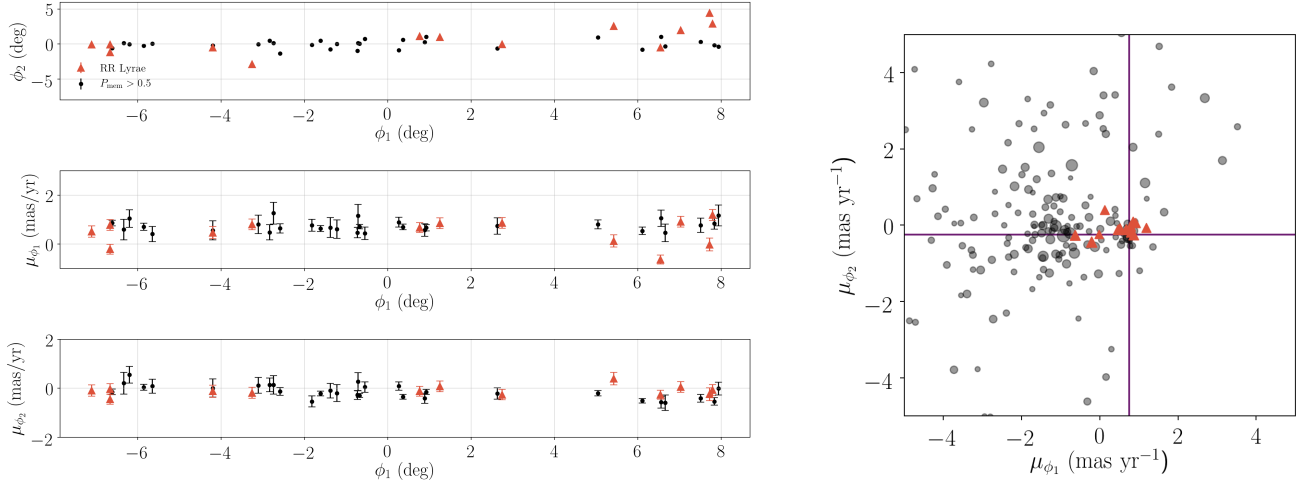 5
0
−5
ϕ2 (deg)
RR Lyrae
Pmem > 0.5
−6 −4 −2 0 2 4 6 8
ϕ1 (deg)
2
0
μϕ1 (mas/yr)
−6 −4 −2 0 2 4 6 8
ϕ1 (deg)
2
0
−2
μϕ2 (mas/yr)
−6 −4 −2 0 2 4 6 8
ϕ1 (deg)
4
2
0
−2
−4
μϕ2 (mas yr−1)
−4 −2 0 2 4
μϕ1 (mas yr−1)